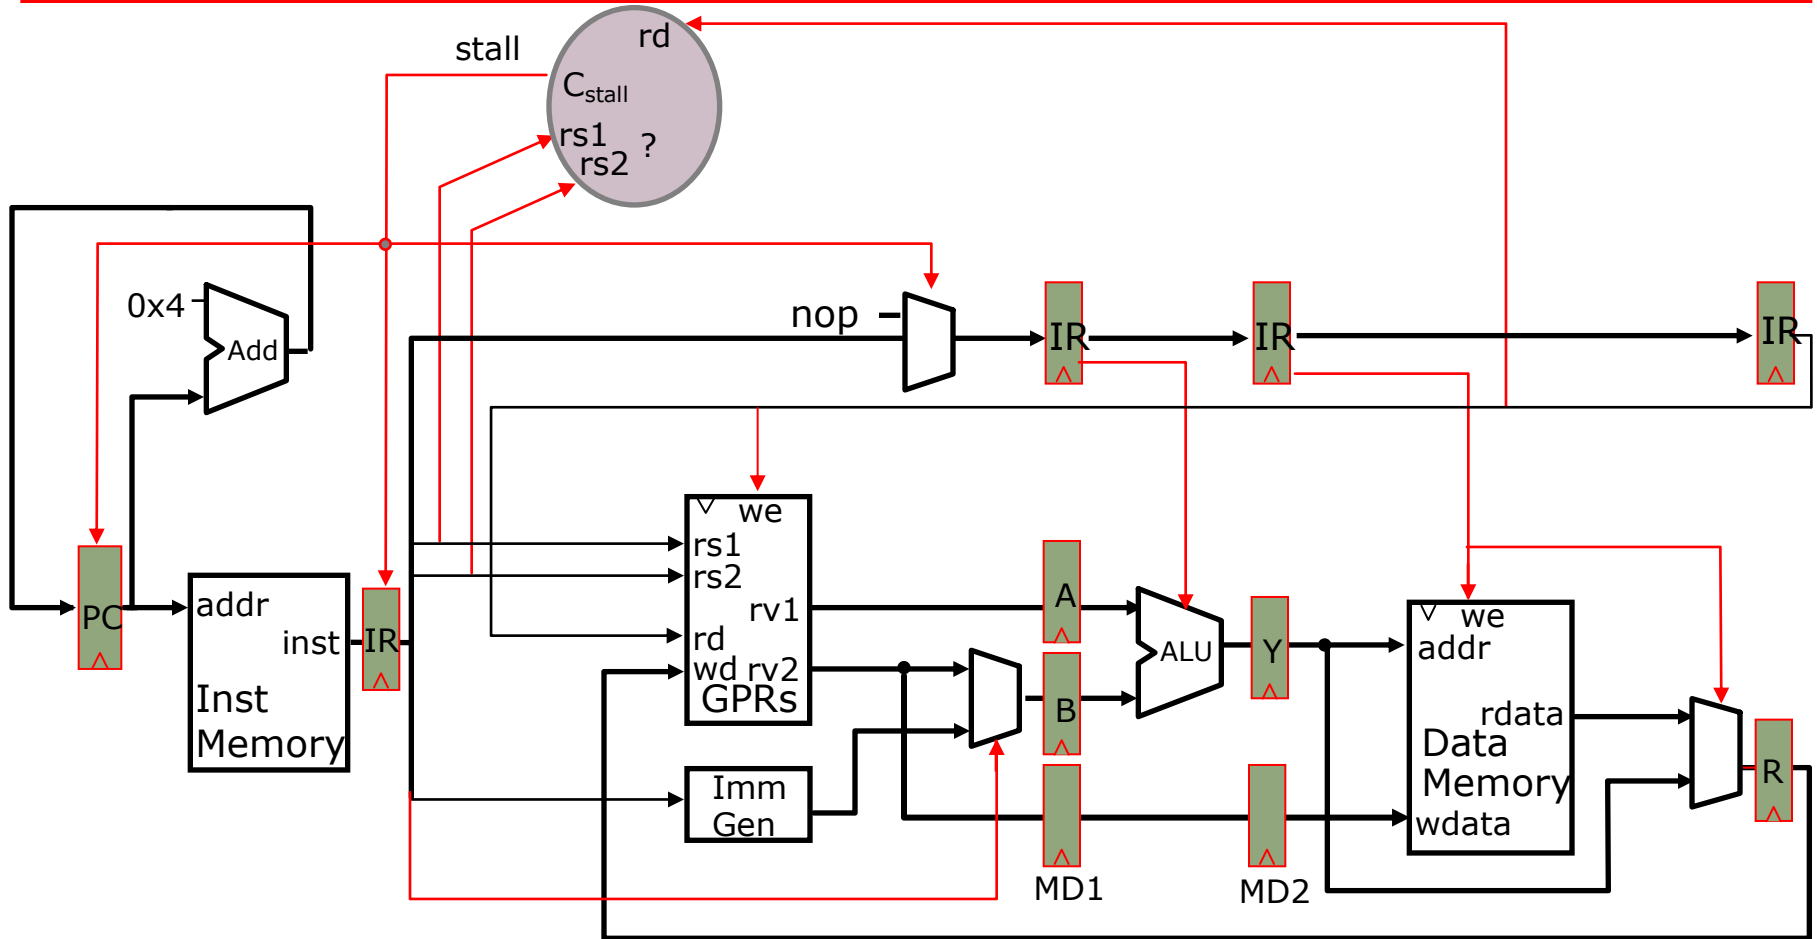 rd
stall
C_stall
rs1
?
rs2
0x4
Add
nop
IR
IR
IR
we
rs1
rs2
rv1
rd
wd rv2
GPRs
PC
addr
inst
Inst
Memory
IR
A
B
ALU
Y
we
addr
rdata
Data
Memory
wdata
R
Imm
Gen
MD1
MD2